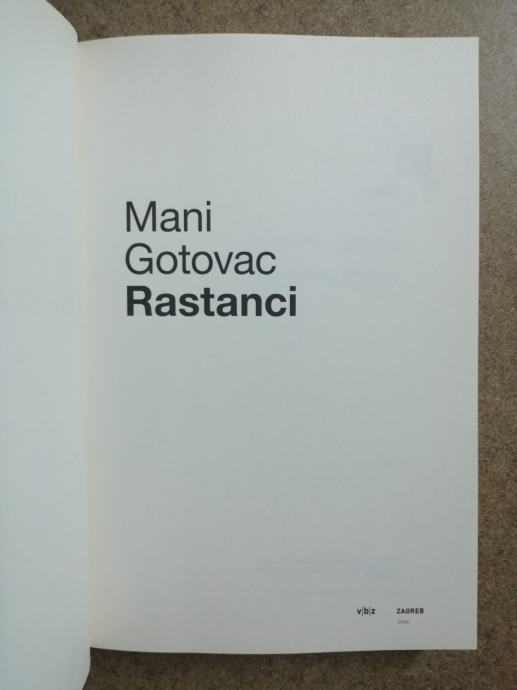 Mani
Gotovac
Rastanci
v|b|z ZAGREB